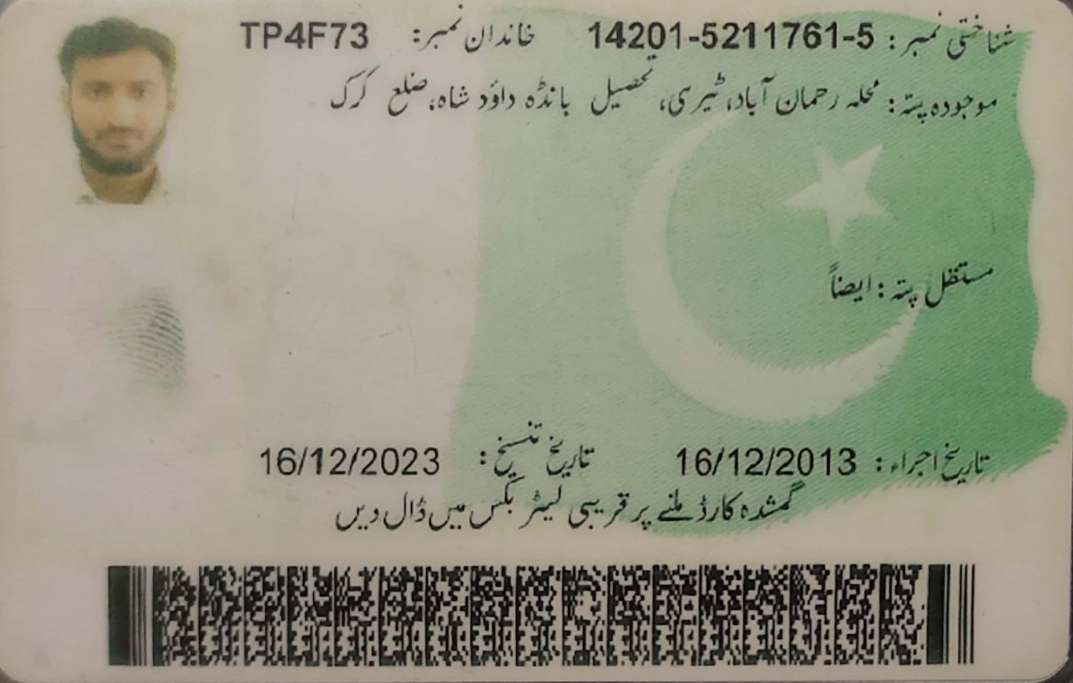 شناختی نمبر: 14201-5211761-5 خاندان نمبر: TP4F73
موجودہ پتہ: محلہ رحمان آباد، ٹیری، تحصیل بانڈہ داؤد شاہ، ضلع کرک
مستقل پتہ: ایضاً
تاریخ اجراء: 16/12/2013 تاریخ تنسیخ: 16/12/2023
گمشدہ کارڈ ملنے پر قریبی لیٹر بکس میں ڈال دیں